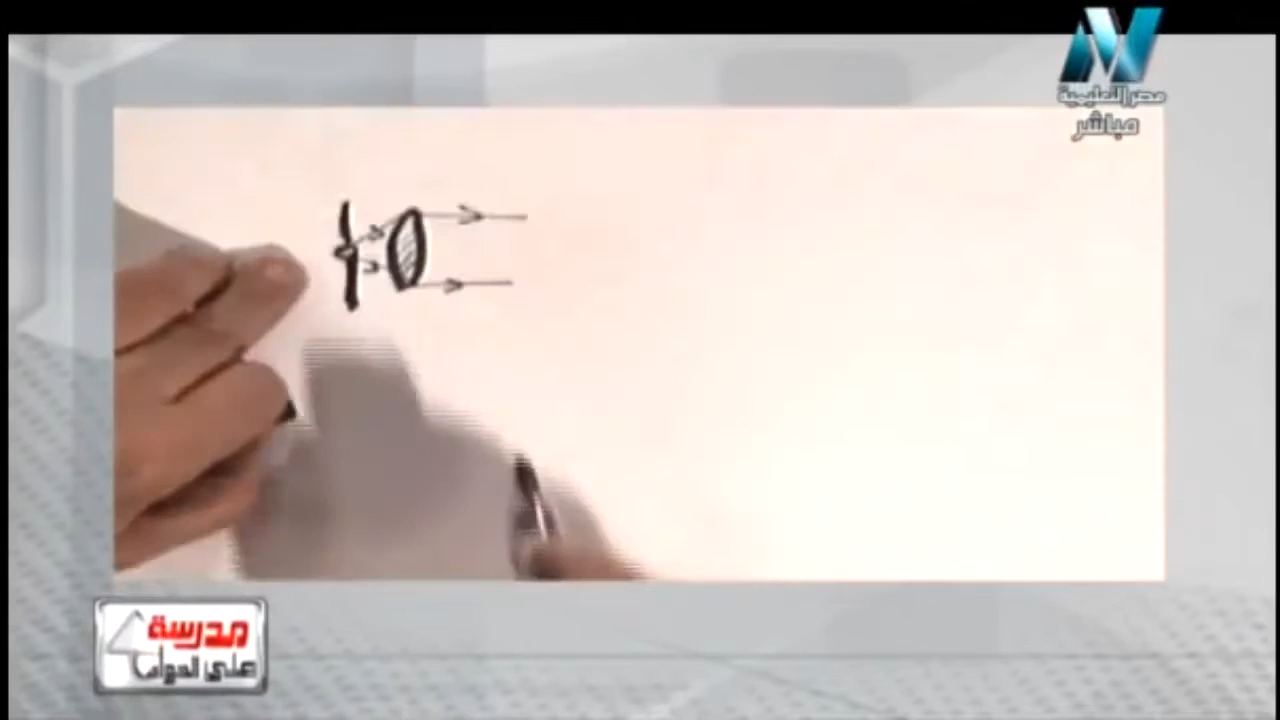 مصر التعليمية
مباشر
مدرسة
على الهواء